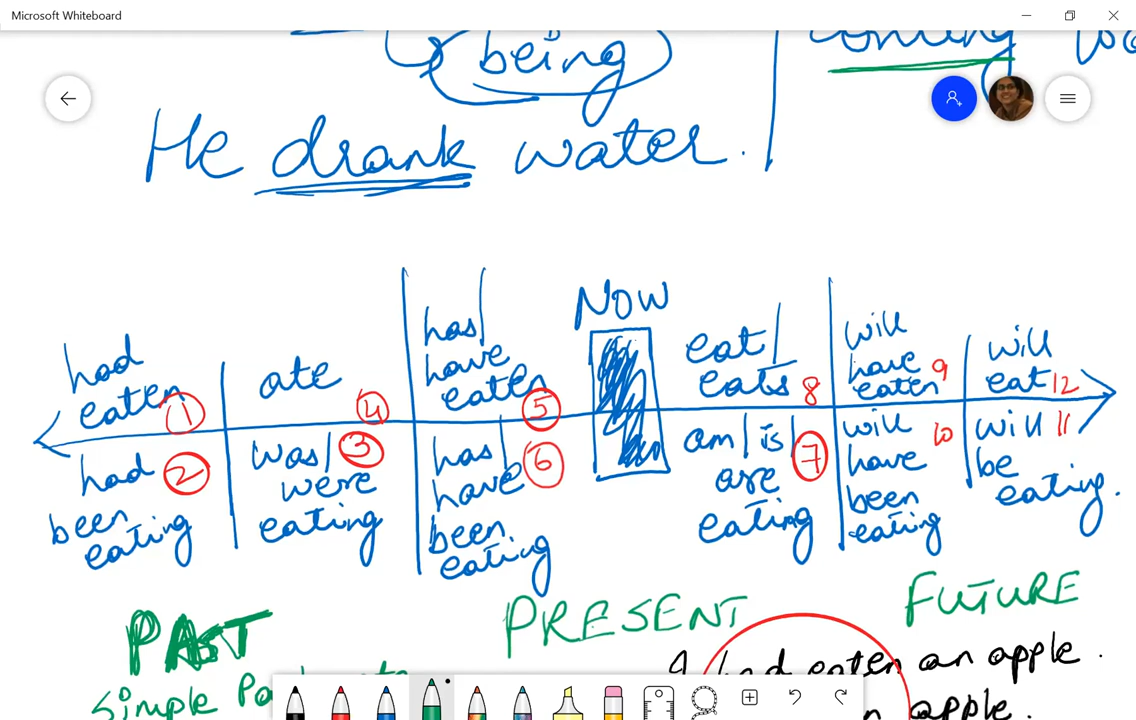 Microsoft Whiteboard
being
coming
He drank water.
NOW
had
eaten 1
ate 4
has/
have
eaten 5
eat/
eats 8
will
have
eaten 9
will
eat 12
had 2
been
eating
was/ 3
were
eating
has/
have 6
been
eating
am/is/
are 7
eating
will 10
have
been
eating
will 11
be
eating.
PAST
PRESENT
FUTURE
Simple
I had eaten an apple.
apple.